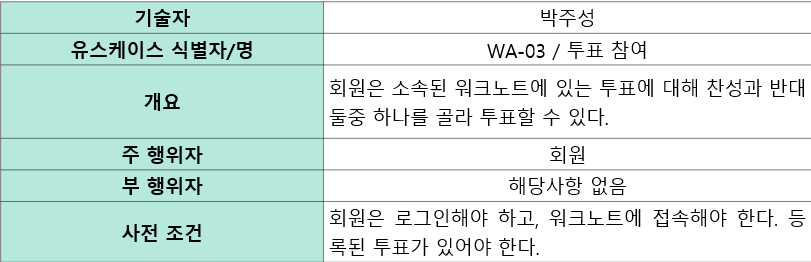 기술자 박주성
유스케이스 식별자/명 WA-03 / 투표 참여
개요 회원은 소속된 워크노트에 있는 투표에 대해 찬성과 반대
둘중 하나를 골라 투표할 수 있다.
주 행위자 회원
부 행위자 해당사항 없음
사전 조건 회원은 로그인해야 하고, 워크노트에 접속해야 한다. 등
록된 투표가 있어야 한다.